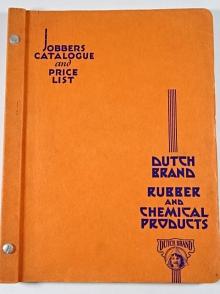 JOBBERS
CATALOGUE
and
PRICE
LIST
DUTCH
BRAND
RUBBER
AND
CHEMICAL
PRODUCTS
DUTCH BRAND